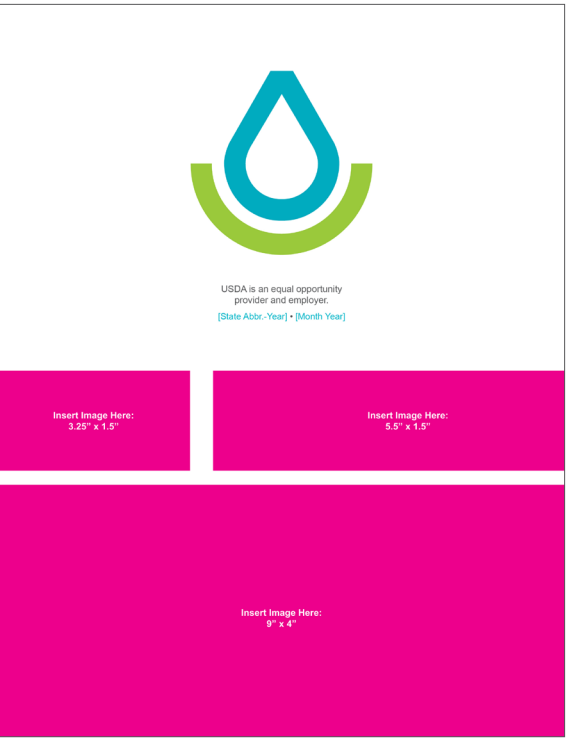 USDA is an equal opportunity
provider and employer.
[State Abbr.-Year] • [Month Year]
Insert Image Here:
3.25” x 1.5”
Insert Image Here:
5.5” x 1.5”
Insert Image Here:
9” x 4”